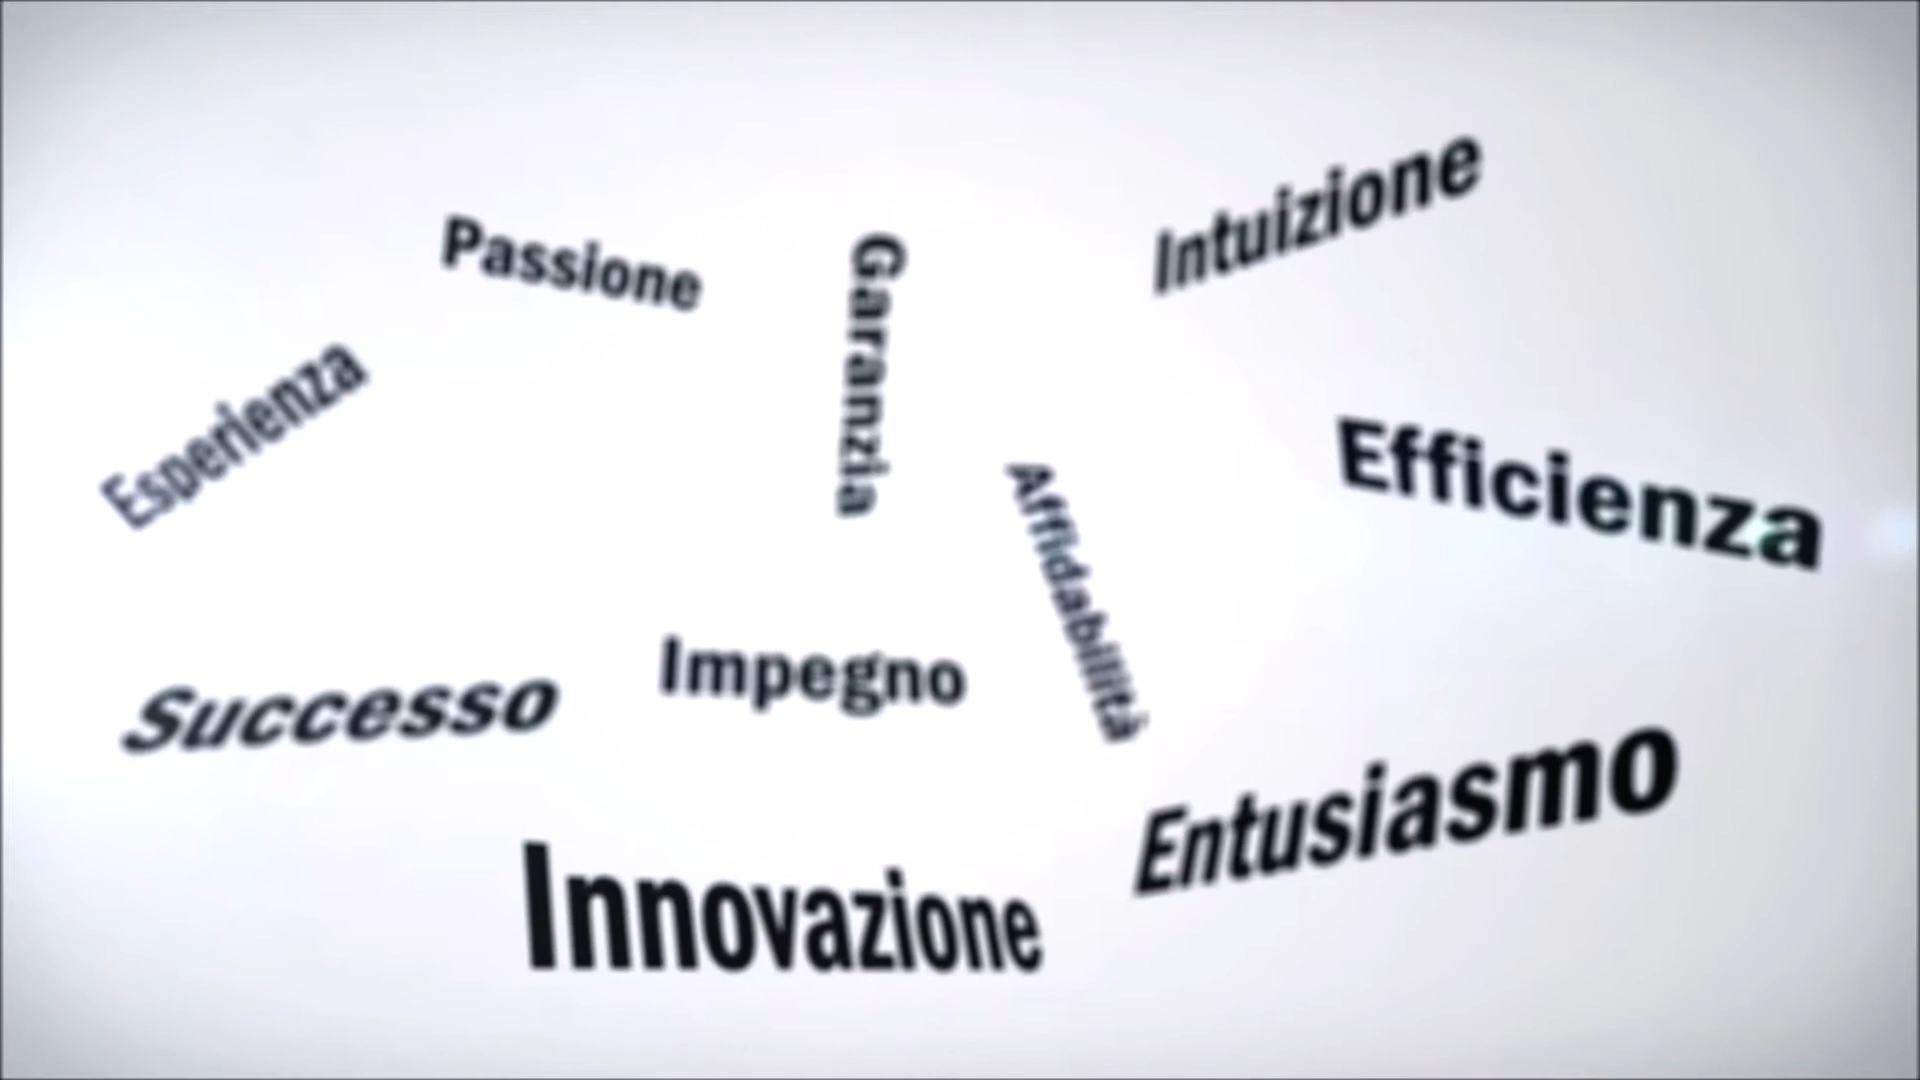 Intuizione
Passione
Garanzia
Esperienza
Efficienza
Affidabilità
Impegno
Successo
Entusiasmo
Innovazione